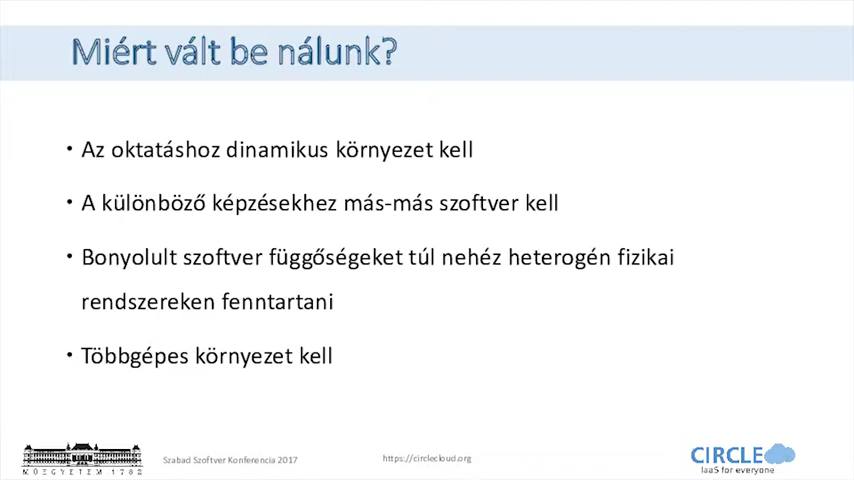 Miért vált be nálunk?
• Az oktatáshoz dinamikus környezet kell
• A különböző képzésekhez más-más szoftver kell
• Bonyolult szoftver függőségeket túl nehéz heterogén fizikai
rendszereken fenntartani
• Többgépes környezet kell
MŰEGYETEM 1782
Szabad Szoftver Konferencia 2017
https://circlecloud.org
CIRCLE
IaaS for everyone